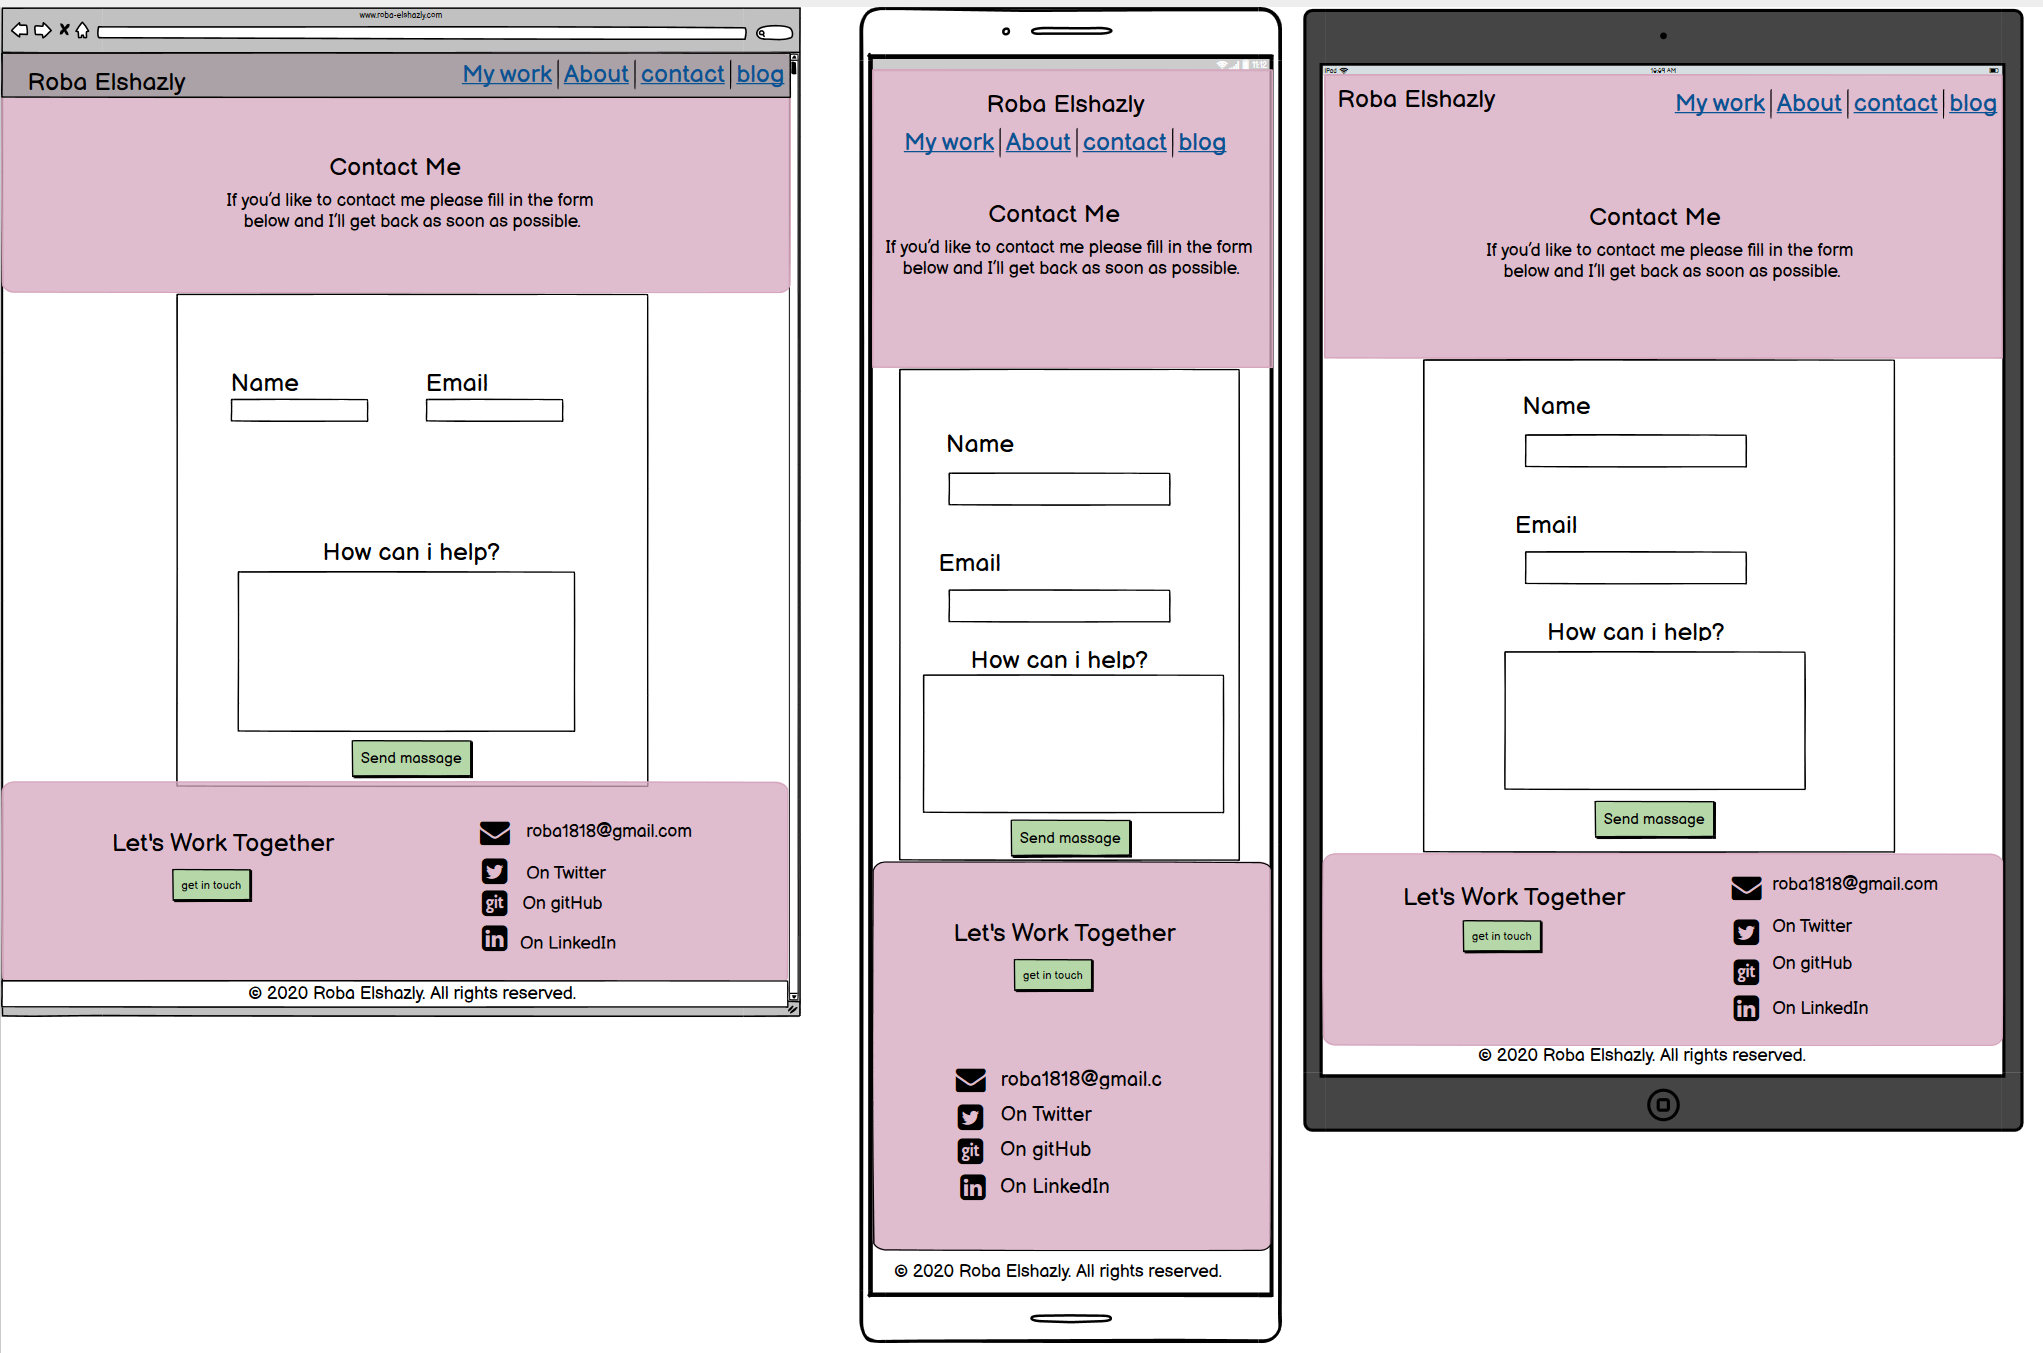 www.roba-elshazly.com
Roba Elshazly
My work About contact blog
Contact Me
If you'd like to contact me please fill in the form
below and I'll get back as soon as possible.
Name Email
How can i help?
Send massage
Let's Work Together
get in touch
roba1818@gmail.com
On Twitter
git On gitHub
in On LinkedIn
© 2020 Roba Elshazly. All rights reserved.
11:12
Roba Elshazly
My work About contact blog
Contact Me
If you'd like to contact me please fill in the form
below and I'll get back as soon as possible.
Name
Email
How can i help?
Send massage
Let's Work Together
get in touch
roba1818@gmail.c
On Twitter
git On gitHub
in On LinkedIn
© 2020 Roba Elshazly. All rights reserved.
iPad
Roba Elshazly
My work About contact blog
Contact Me
If you'd like to contact me please fill in the form
below and I'll get back as soon as possible.
Name
Email
How can i help?
Send massage
Let's Work Together
get in touch
roba1818@gmail.com
On Twitter
git On gitHub
in On LinkedIn
© 2020 Roba Elshazly. All rights reserved.